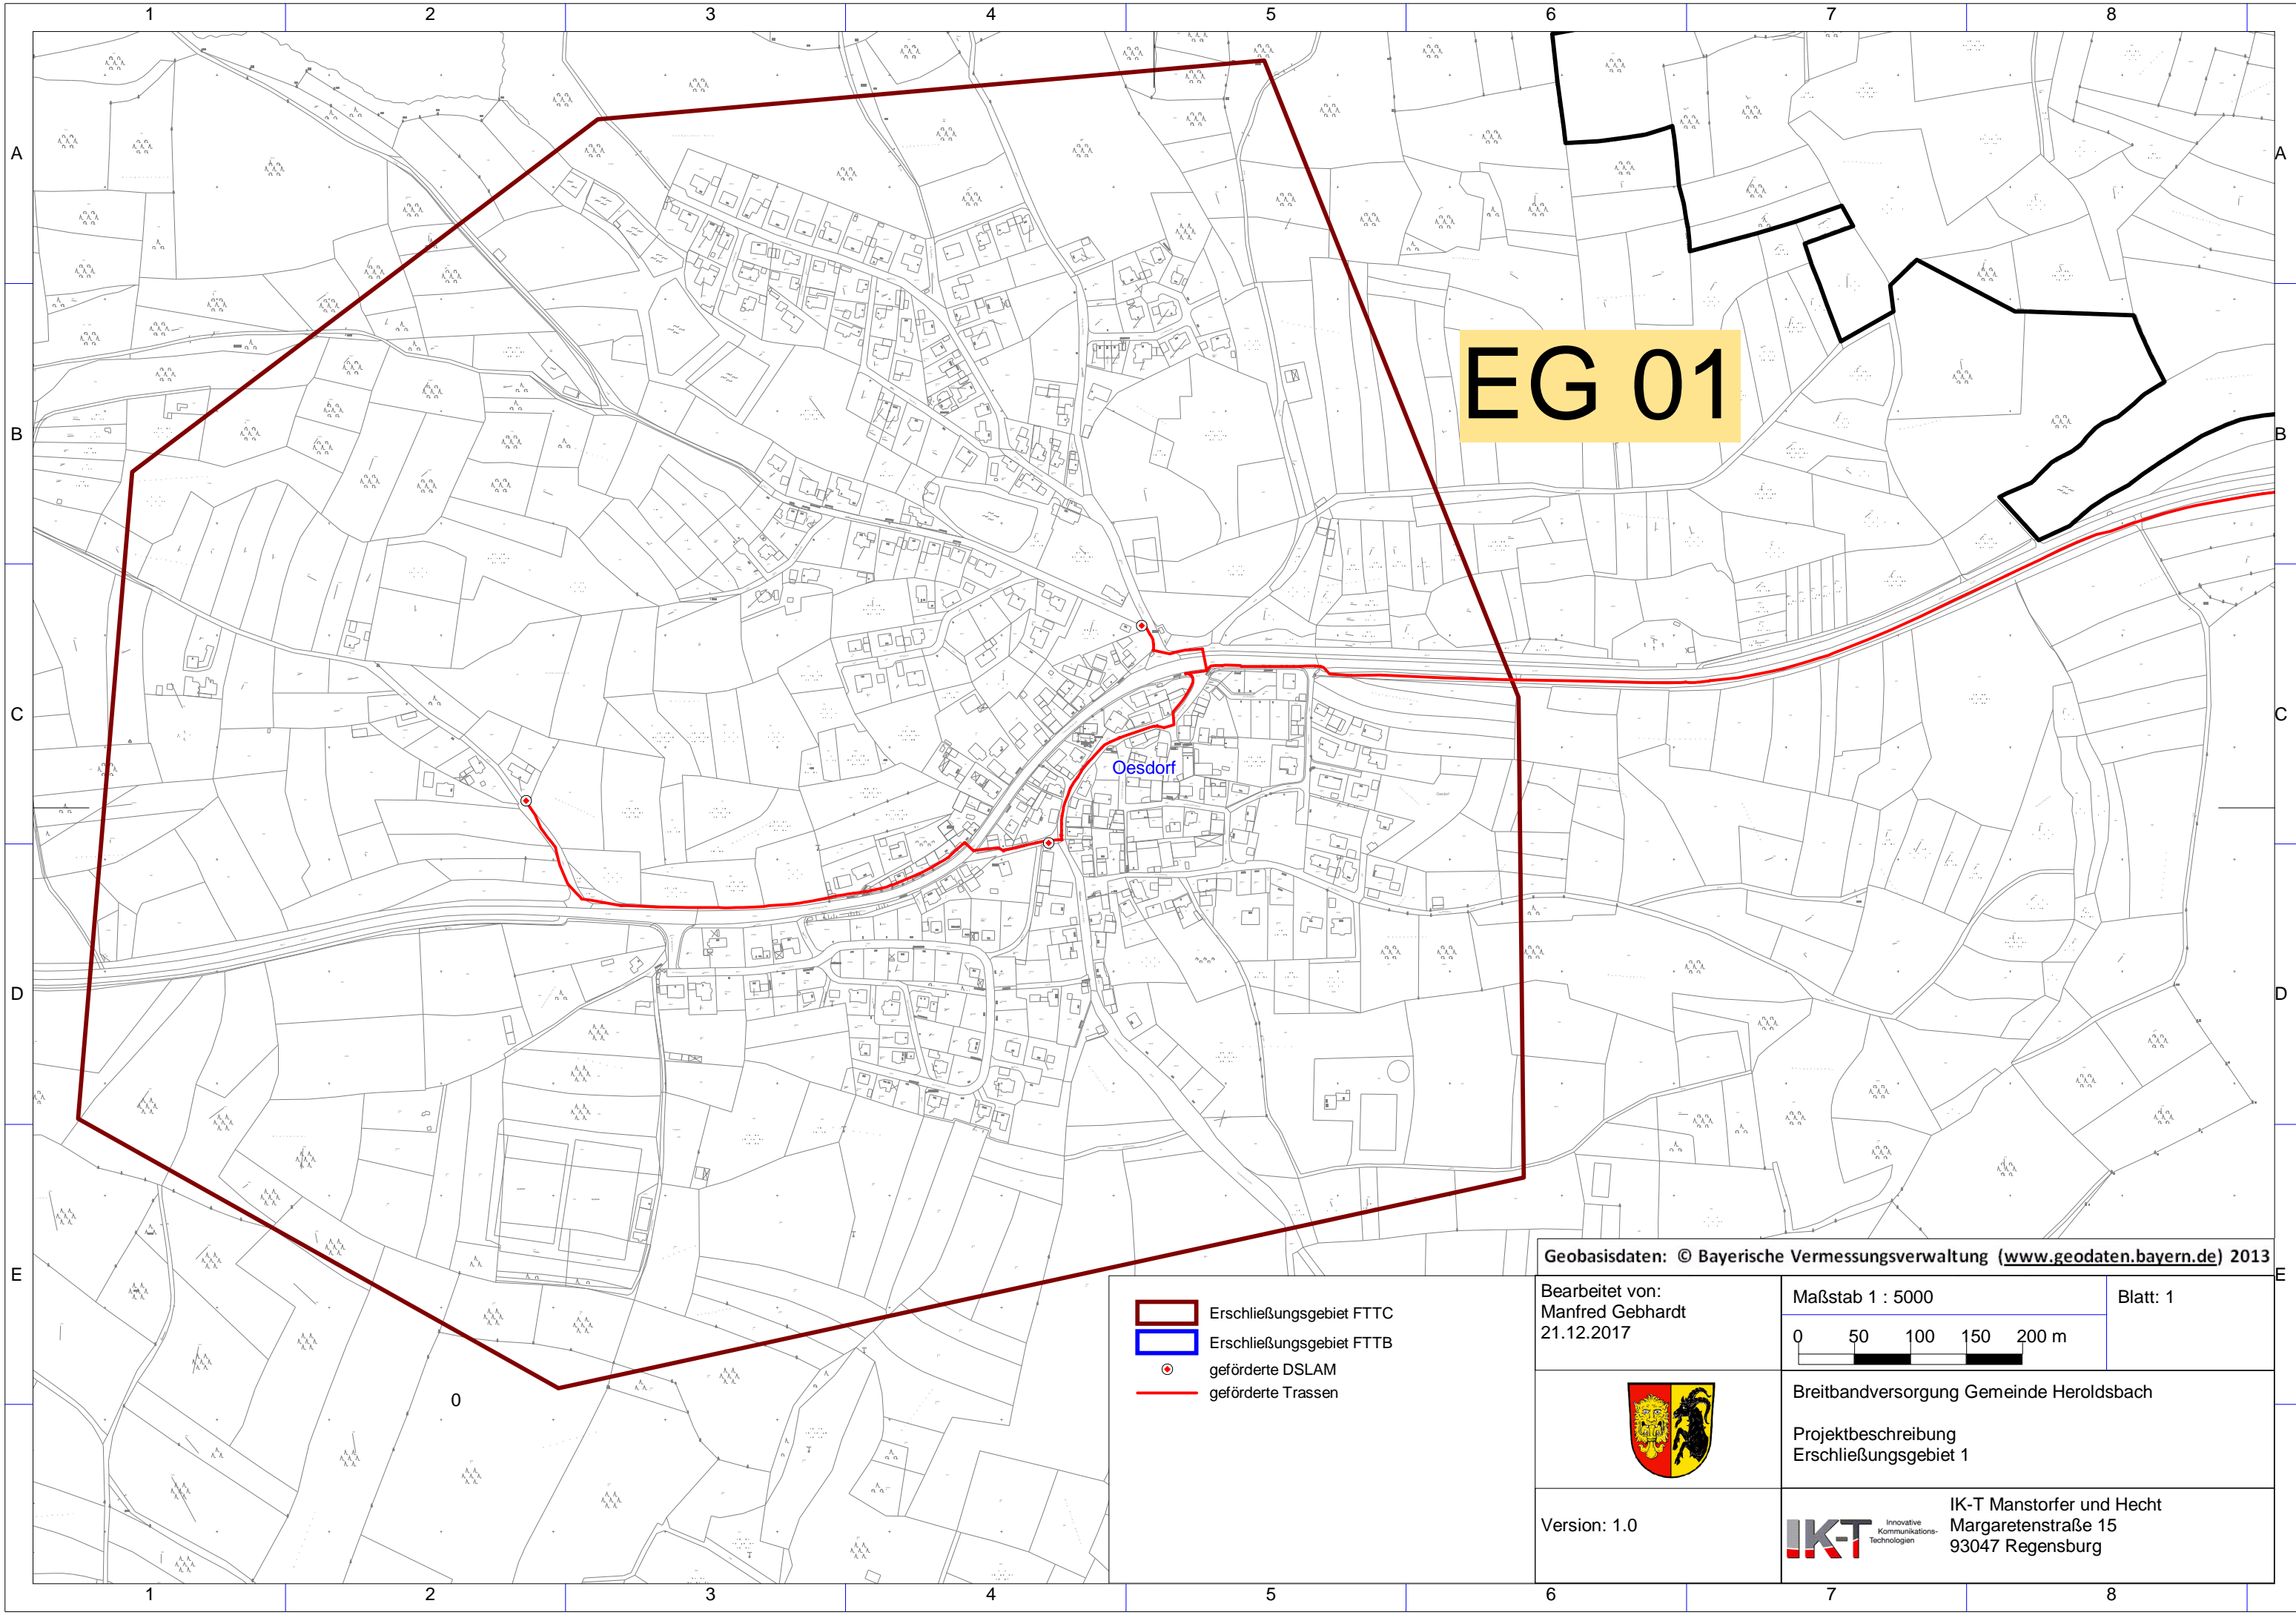 1 2 3 4 5 6 7 8
A A
EG 01
B B
C C
Oesdorf
D D
E E
0
Geobasisdaten: © Bayerische Vermessungsverwaltung (www.geodaten.bayern.de) 2013
Erschließungsgebiet FTTC
Erschließungsgebiet FTTB
geförderte DSLAM
geförderte Trassen
Bearbeitet von:
Manfred Gebhardt
21.12.2017
Maßstab 1 : 5000
0 50 100 150 200 m
Blatt: 1
Breitbandversorgung Gemeinde Heroldsbach
Projektbeschreibung
Erschließungsgebiet 1
Version: 1.0
IK-T
Innovative
Kommunikations-
Technologien
IK-T Manstorfer und Hecht
Margaretenstraße 15
93047 Regensburg
1 2 3 4 5 6 7 8